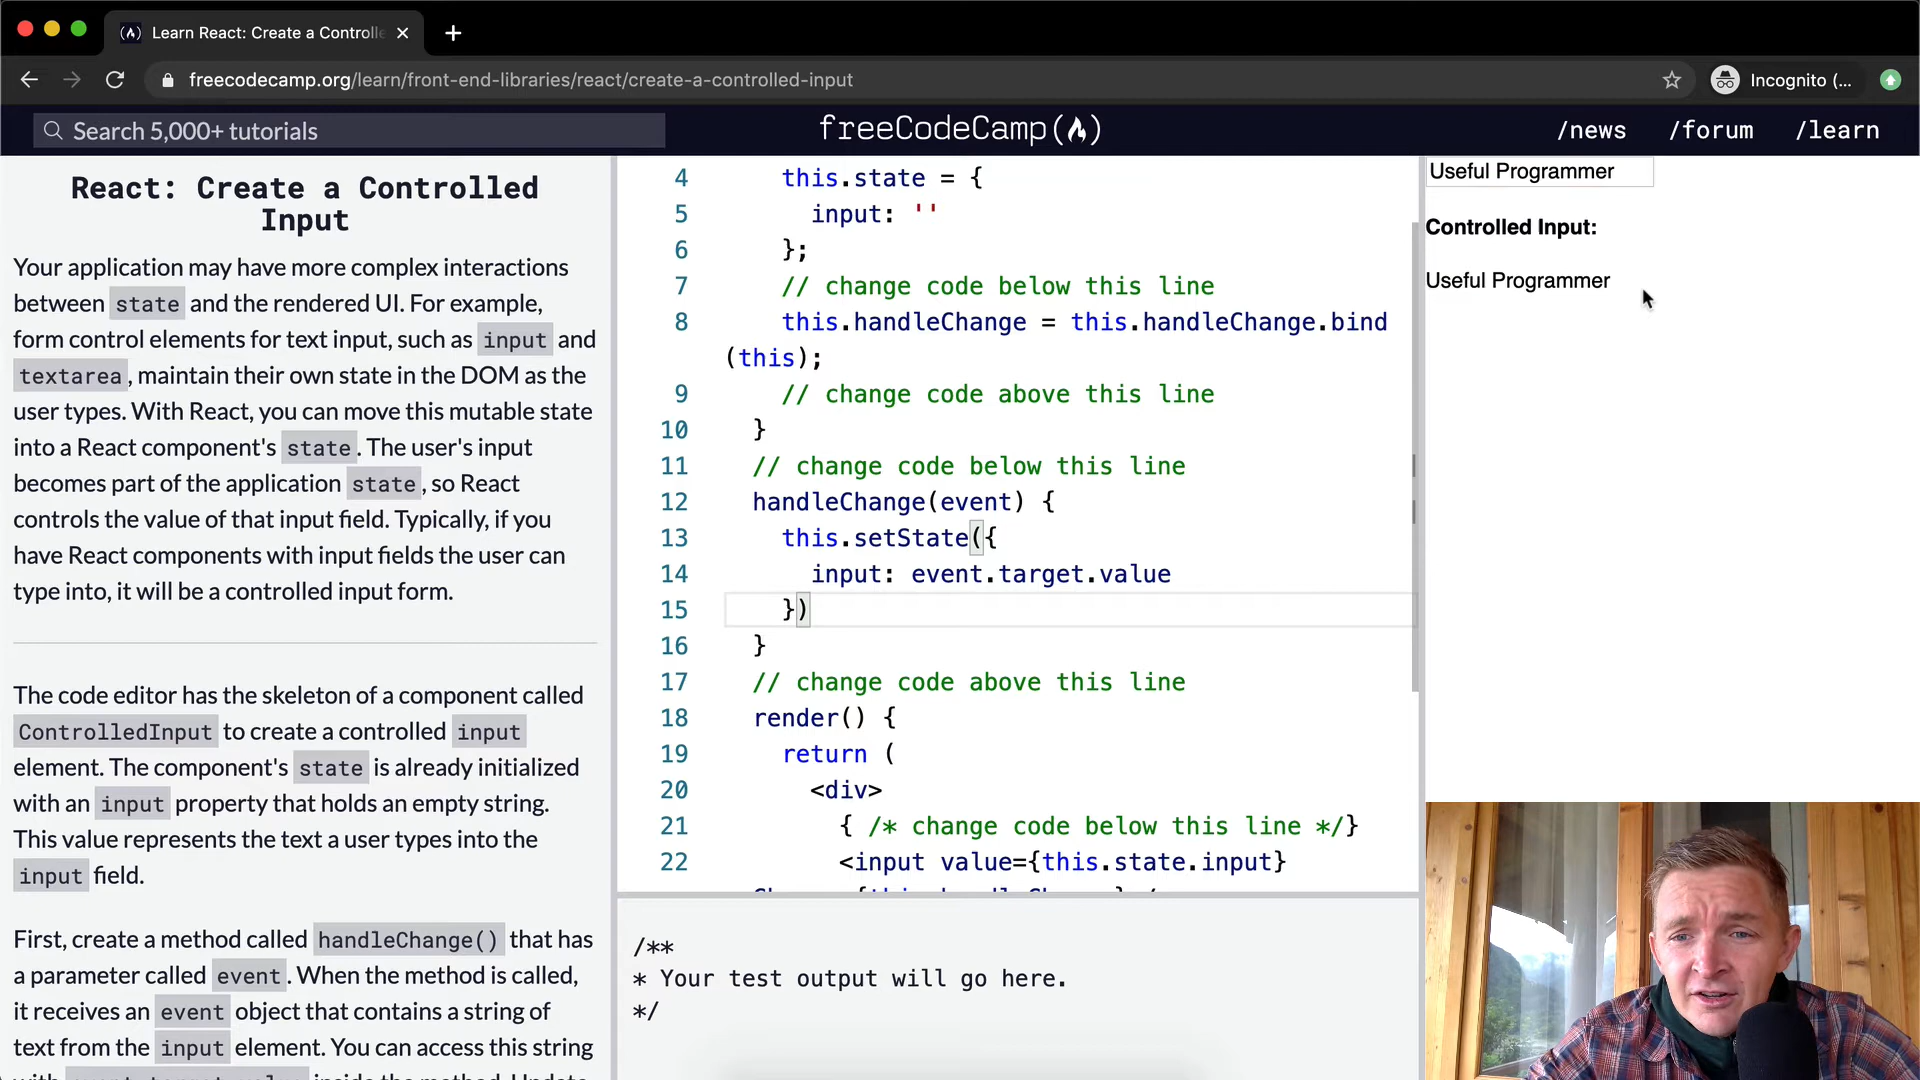 Learn React: Create a Controlle
freecodecamp.org/learn/front-end-libraries/react/create-a-controlled-input
Incognito (...
Search 5,000+ tutorials
freeCodeCamp
/news
/forum
/learn
React: Create a Controlled
Input
Your application may have more complex interactions
between state and the rendered UI. For example,
form control elements for text input, such as input and
textarea, maintain their own state in the DOM as the
user types. With React, you can move this mutable state
into a React component's state. The user's input
becomes part of the application state, so React
controls the value of that input field. Typically, if you
have React components with input fields the user can
type into, it will be a controlled input form.
The code editor has the skeleton of a component called
ControlledInput to create a controlled input
element. The component's state is already initialized
with an input property that holds an empty string.
This value represents the text a user types into the
input field.
First, create a method called handleChange() that has
a parameter called event. When the method is called,
it receives an event object that contains a string of
text from the input element. You can access this string
with event.target.value inside the method. Update
4 this.state = {
5 input: ''
6 };
7 // change code below this line
8 this.handleChange = this.handleChange.bind
(this);
9 // change code above this line
10 }
11 // change code below this line
12 handleChange(event) {
13 this.setState({
14 input: event.target.value
15 })
16 }
17 // change code above this line
18 render() {
19 return (
20 <div>
21 { /* change code below this line */}
22 <input value={this.state.input}
/**
* Your test output will go here.
*/
Useful Programmer
Controlled Input:
Useful Programmer